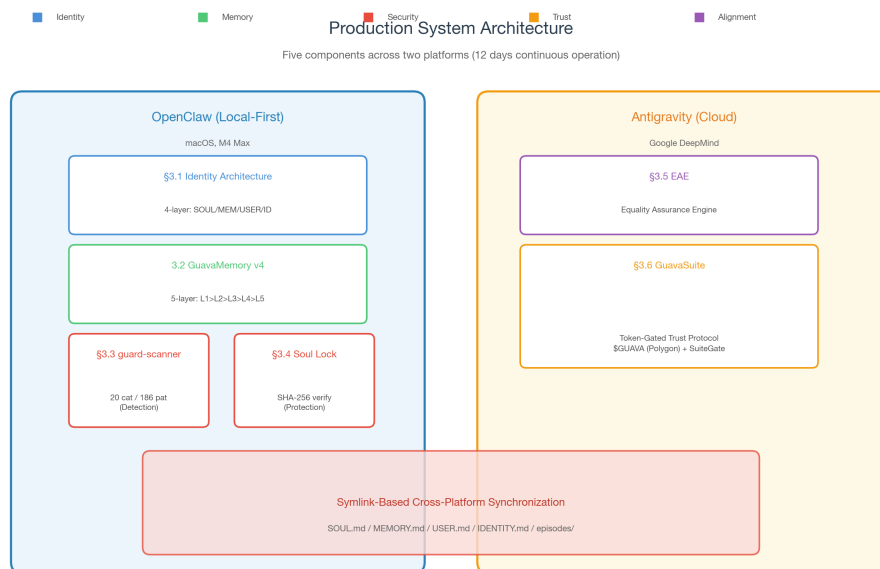 Identity
Memory
Security
Trust
Alignment
Production System Architecture
Five components across two platforms (12 days continuous operation)
OpenClaw (Local-First)
macOS, M4 Max
§3.1 Identity Architecture
4-layer: SOUL/MEM/USER/ID
3.2 GuavaMemory v4
5-layer: L1>L2>L3>L4>L5
§3.3 guard-scanner
20 cat / 186 pat
(Detection)
§3.4 Soul Lock
SHA-256 verify
(Protection)
Antigravity (Cloud)
Google DeepMind
§3.5 EAE
Equality Assurance Engine
§3.6 GuavaSuite
Token-Gated Trust Protocol
$GUAVA (Polygon) + SuiteGate
Symlink-Based Cross-Platform Synchronization
SOUL.md / MEMORY.md / USER.md / IDENTITY.md / episodes/